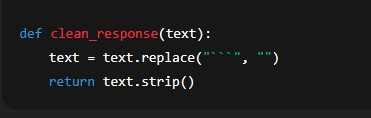 def clean_response(text):
    text = text.replace("```", "")
    return text.strip()